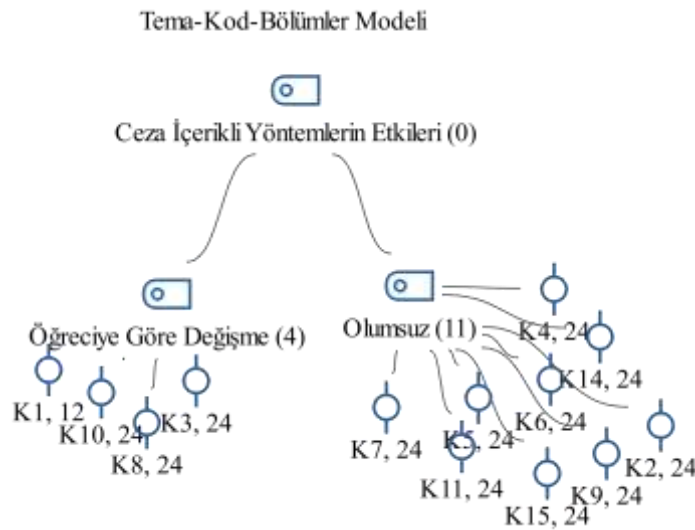 Tema-Kod-Bölümler Modeli
Ceza İçerikli Yöntemlerin Etkileri (0)
Öğreciye Göre Değişme (4)
Olumsuz (11)
K4, 24
K14, 24
K1, 12
K10, 24
K3, 24
K8, 24
K7, 24
K5, 24
K6, 24
K11, 24
K15, 24
K9, 24
K2, 24